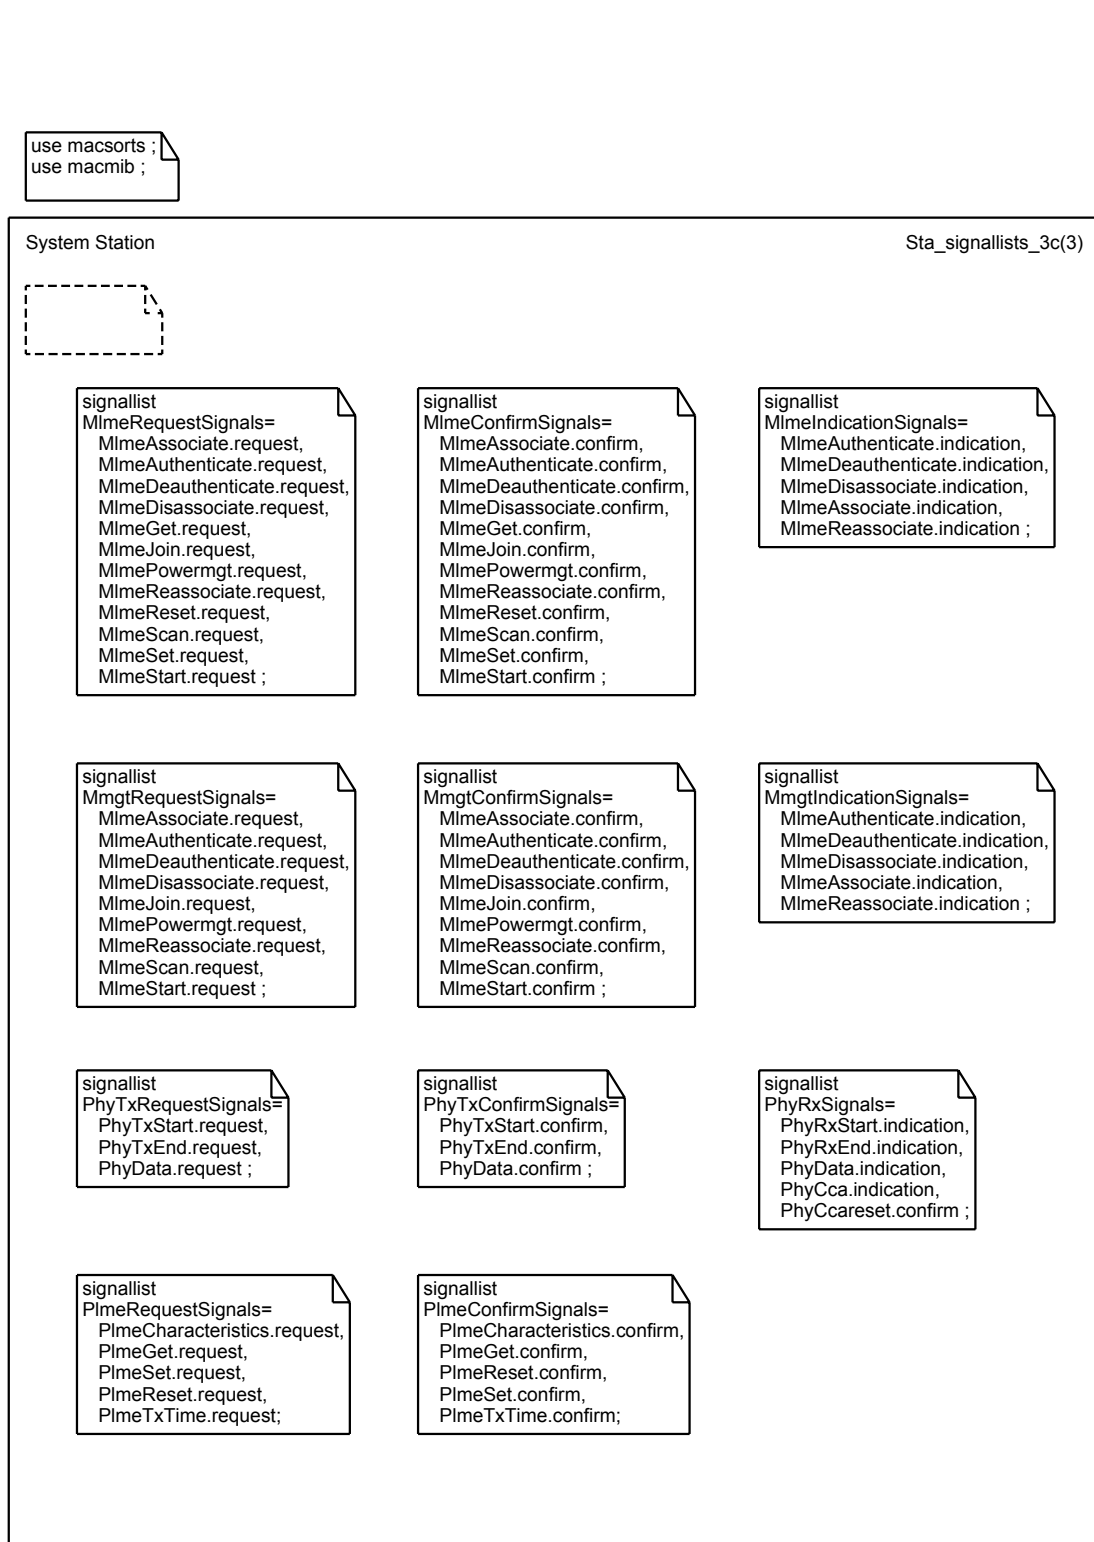 use macsorts ;
use macmib ;
System Station
Sta_signallists_3c(3)
signallist
MlmeRequestSignals=
MlmeAssociate.request,
MlmeAuthenticate.request,
MlmeDeauthenticate.request,
MlmeDisassociate.request,
MlmeGet.request,
MlmeJoin.request,
MlmePowermgt.request,
MlmeReassociate.request,
MlmeReset.request,
MlmeScan.request,
MlmeSet.request,
MlmeStart.request ;
signallist
MlmeConfirmSignals=
MlmeAssociate.confirm,
MlmeAuthenticate.confirm,
MlmeDeauthenticate.confirm,
MlmeDisassociate.confirm,
MlmeGet.confirm,
MlmeJoin.confirm,
MlmePowermgt.confirm,
MlmeReassociate.confirm,
MlmeReset.confirm,
MlmeScan.confirm,
MlmeSet.confirm,
MlmeStart.confirm ;
signallist
MlmeIndicationSignals=
MlmeAuthenticate.indication,
MlmeDeauthenticate.indication,
MlmeDisassociate.indication,
MlmeAssociate.indication,
MlmeReassociate.indication ;
signallist
MmgtRequestSignals=
MlmeAssociate.request,
MlmeAuthenticate.request,
MlmeDeauthenticate.request,
MlmeDisassociate.request,
MlmeJoin.request,
MlmePowermgt.request,
MlmeReassociate.request,
MlmeScan.request,
MlmeStart.request ;
signallist
MmgtConfirmSignals=
MlmeAssociate.confirm,
MlmeAuthenticate.confirm,
MlmeDeauthenticate.confirm,
MlmeDisassociate.confirm,
MlmeJoin.confirm,
MlmePowermgt.confirm,
MlmeReassociate.confirm,
MlmeScan.confirm,
MlmeStart.confirm ;
signallist
MmgtIndicationSignals=
MlmeAuthenticate.indication,
MlmeDeauthenticate.indication,
MlmeDisassociate.indication,
MlmeAssociate.indication,
MlmeReassociate.indication ;
signallist
PhyTxRequestSignals=
PhyTxStart.request,
PhyTxEnd.request,
PhyData.request ;
signallist
PhyTxConfirmSignals=
PhyTxStart.confirm,
PhyTxEnd.confirm,
PhyData.confirm ;
signallist
PhyRxSignals=
PhyRxStart.indication,
PhyRxEnd.indication,
PhyData.indication,
PhyCca.indication,
PhyCcareset.confirm ;
signallist
PlmeRequestSignals=
PlmeCharacteristics.request,
PlmeGet.request,
PlmeSet.request,
PlmeReset.request,
PlmeTxTime.request;
signallist
PlmeConfirmSignals=
PlmeCharacteristics.confirm,
PlmeGet.confirm,
PlmeReset.confirm,
PlmeSet.confirm,
PlmeTxTime.confirm;